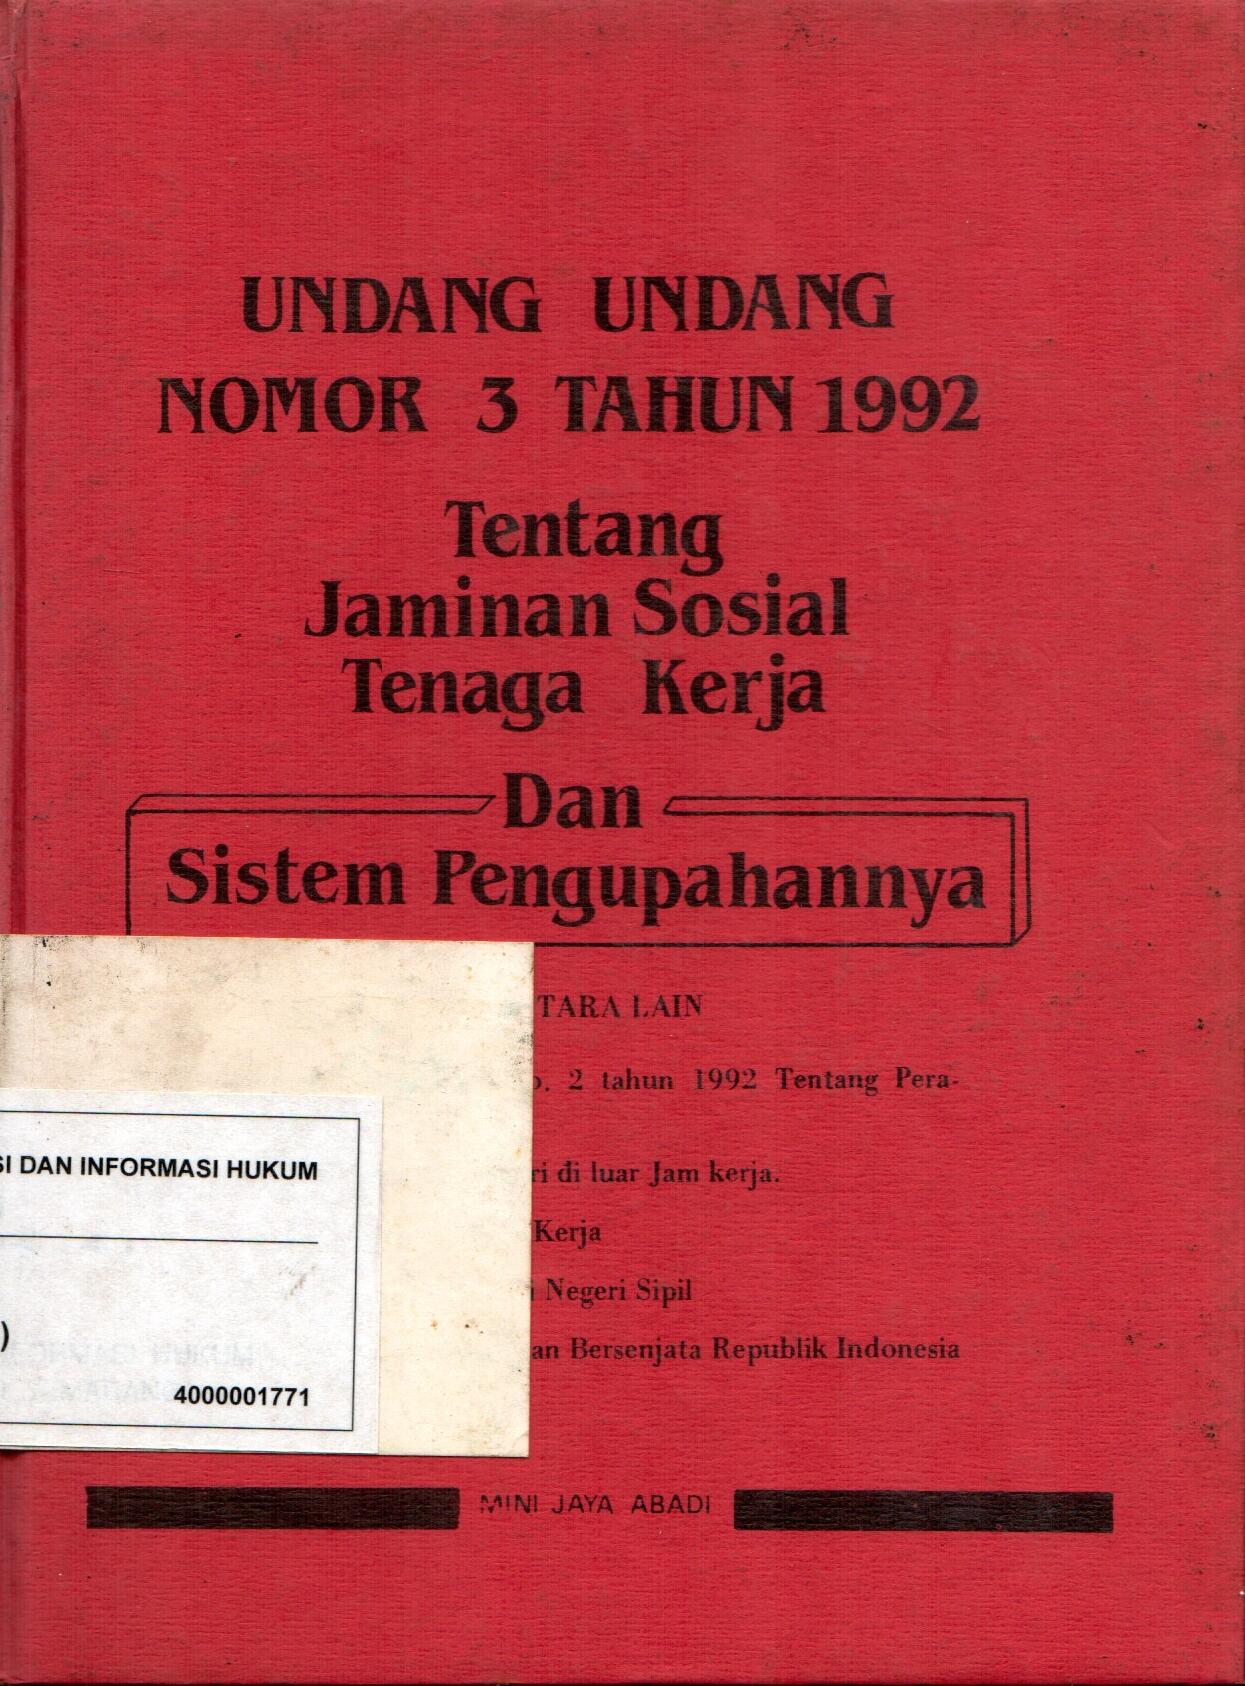 UNDANG UNDANG
NOMOR 3 TAHUN 1992
Tentang
Jaminan Sosial
Tenaga Kerja
Dan
Sistem Pengupahannya
TARA LAIN
2 tahun 1992 Tentang Pera-
di luar Jam kerja.
Kerja
Negeri Sipil
an Bersenjata Republik Indonesia
SI DAN INFORMASI HUKUM
)
4000001771
MINI JAYA ABADI